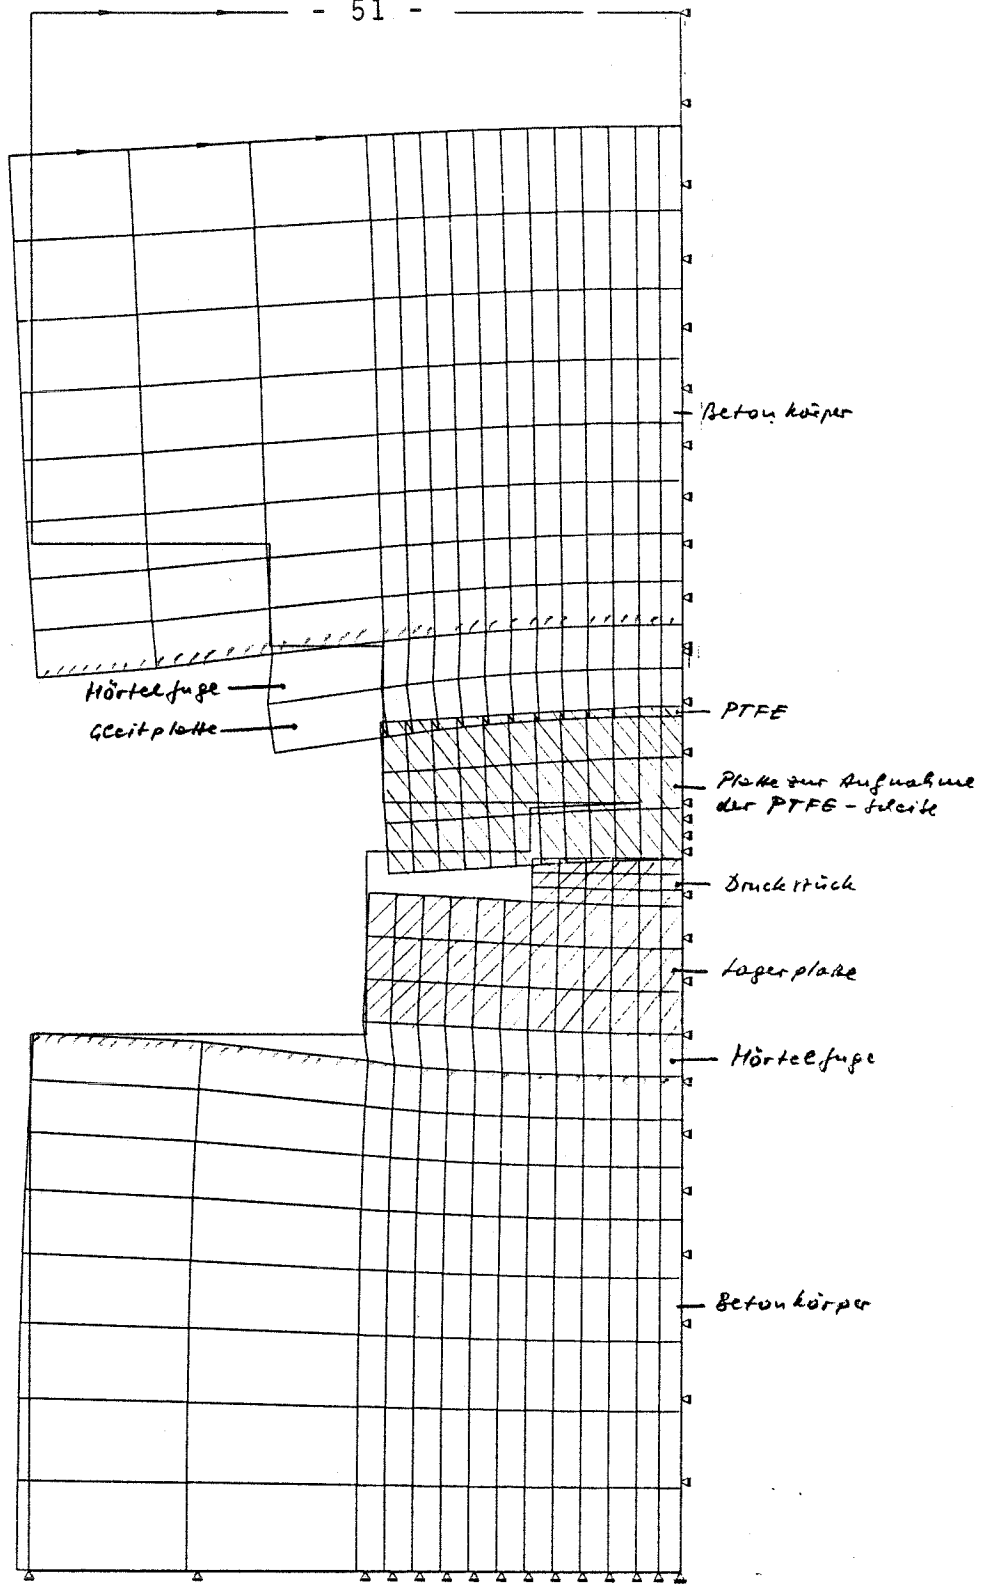 - 51 -
Betonkörper
Mörtelfuge
Gleitplatte
PTFE
Platte zur Aufnahme
der PTFE-Scheibe
Druckstück
Lagerplatte
Mörtelfuge
Betonkörper